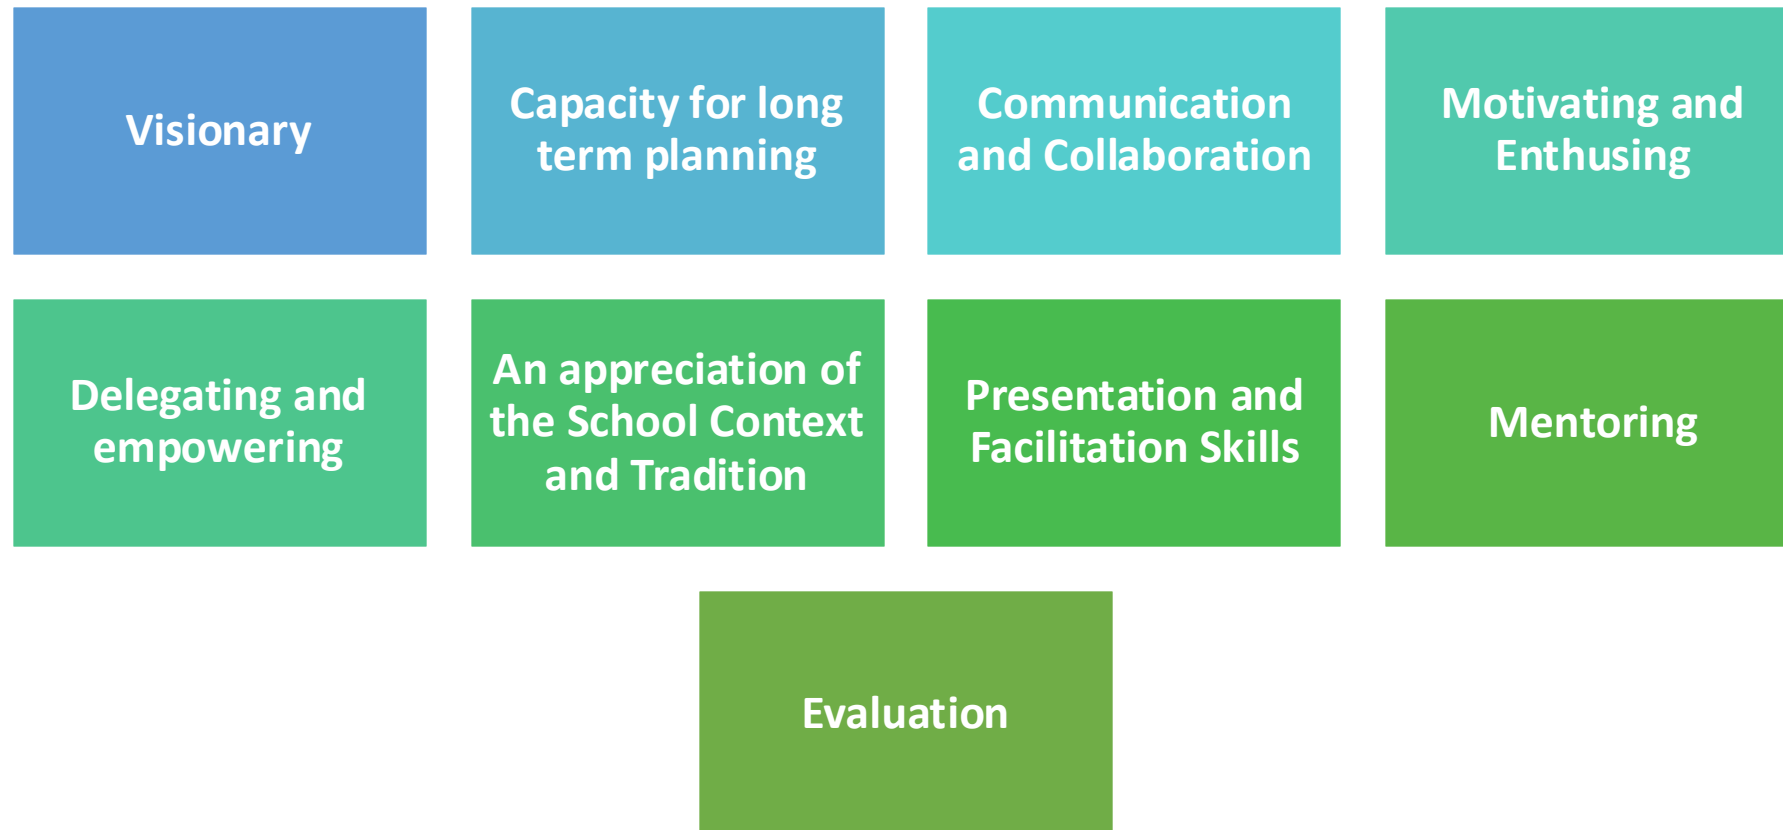 Visionary
Capacity for long
term planning
Communication
and Collaboration
Motivating and
Enthusing
Delegating and
empowering
An appreciation of
the School Context
and Tradition
Presentation and
Facilitation Skills
Mentoring
Evaluation